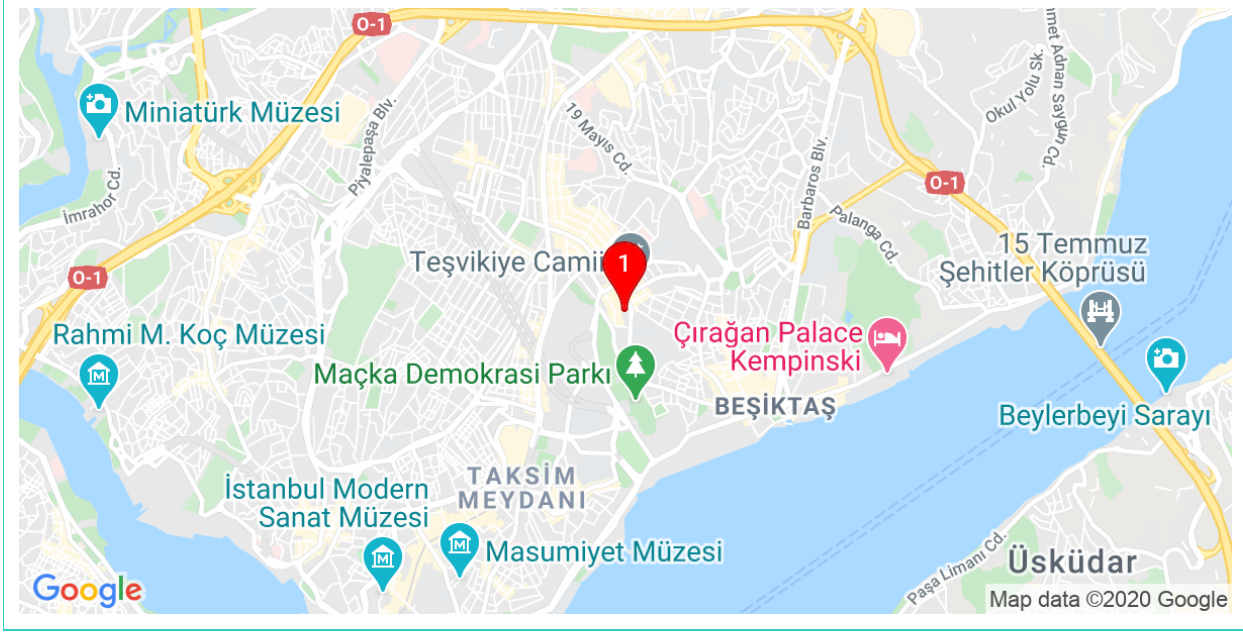 O-1
Miniatürk Müzesi
Piyalepaşa Blv.
19 Mayıs Cd.
Okul Yolu Sk.
met Adnan Saygun Cd.
Barbaros Blv.
O-1
İmrahor Cd.
Palanga Cd.
Teşvikiye Camii
1
15 Temmuz
Şehitler Köprüsü
O-1
Rahmi M. Koç Müzesi
Çırağan Palace
Kempinski
Maçka Demokrasi Parkı
BEŞİKTAŞ
Beylerbeyi Sarayı
TAKSİM
MEYDANI
İstanbul Modern
Sanat Müzesi
Masumiyet Müzesi
Paşa Limanı Cd.
Üsküdar
Google
Map data ©2020 Google